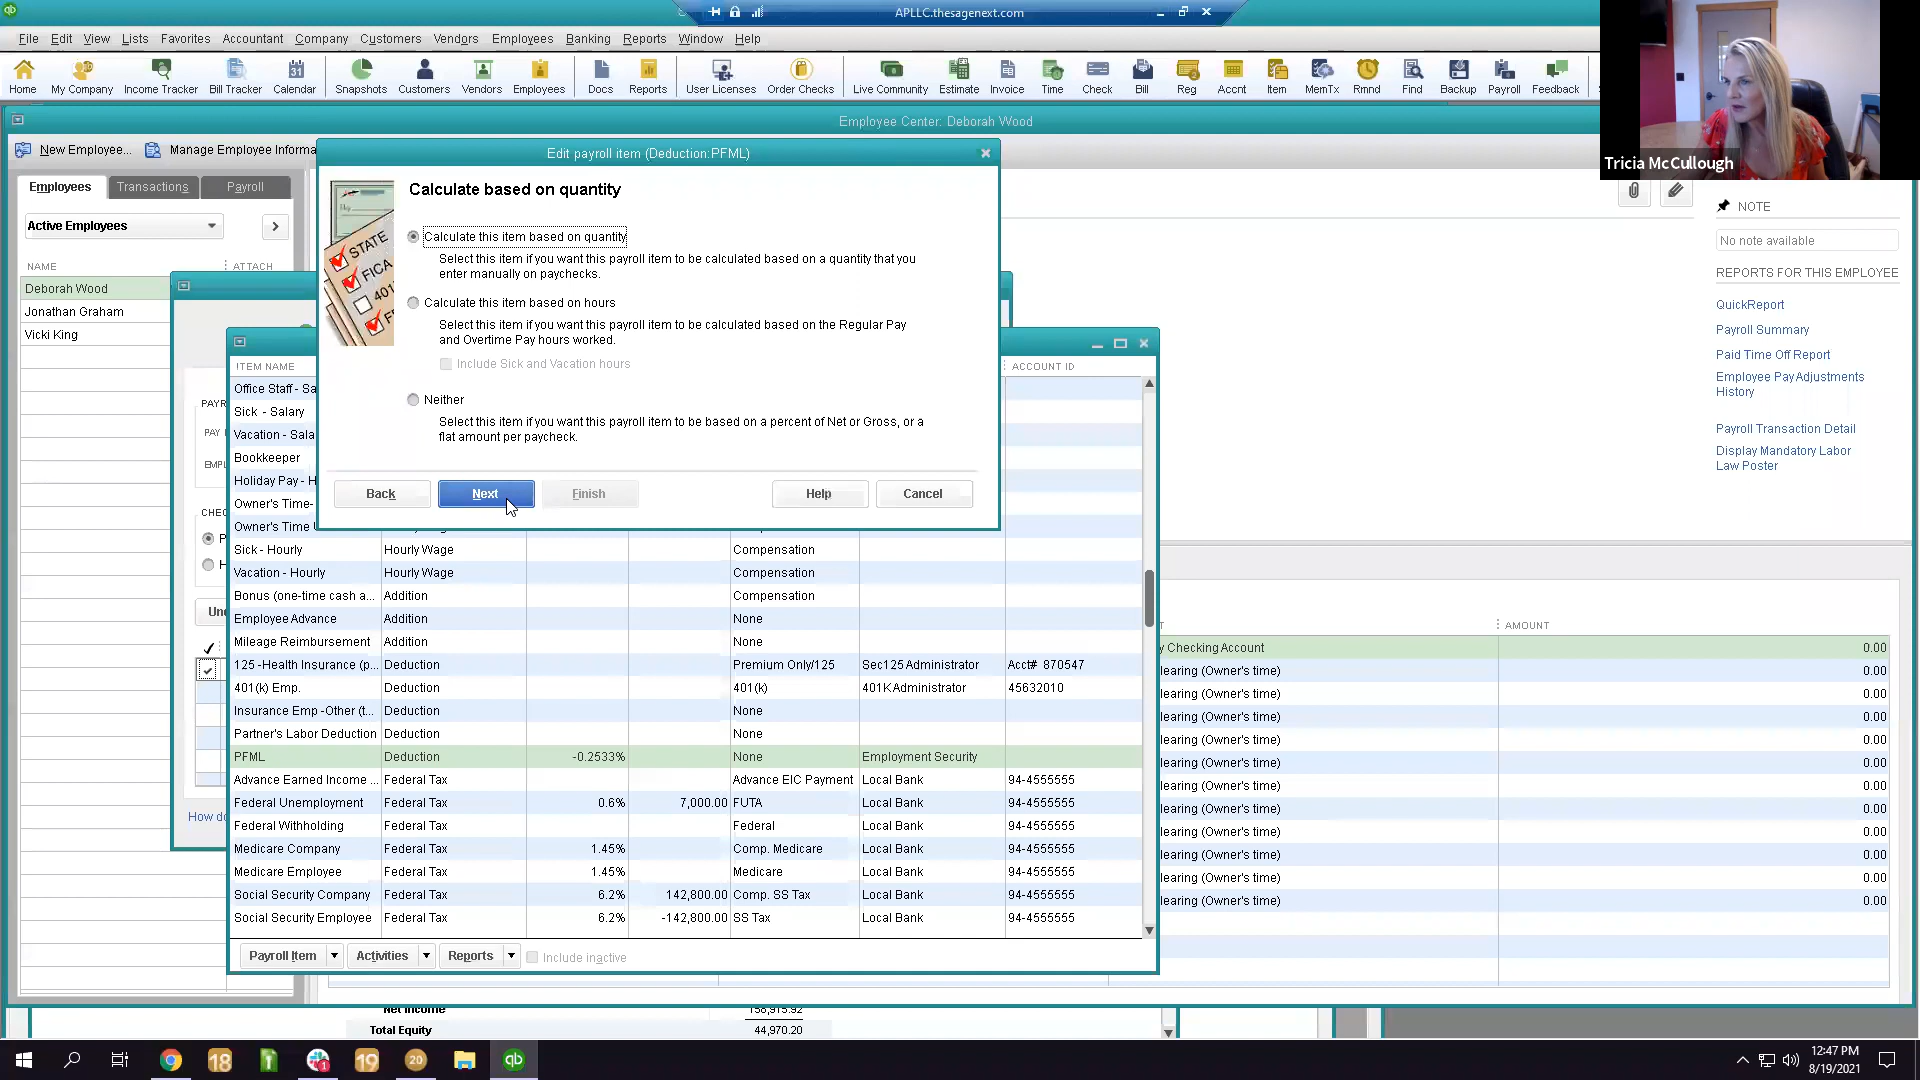 APLLC.thesagenext.com
File Edit View Lists Favorites Accountant Company Customers Vendors Employees Banking Reports Window Help
Home My Company Income Tracker Bill Tracker Calendar Snapshots Customers Vendors Employees Docs Reports User Licenses Order Checks Live Community Estimate Invoice Time Check Bill Reg Accnt Item MemTx Rmnd Find Backup Payroll Feedback
Employee Center: Deborah Wood
New Employee... Manage Employee Informa
Tricia McCullough
Employees Transactions Payroll
Active Employees
NAME ATTACH
Deborah Wood
Jonathan Graham
Vicki King
Edit payroll item (Deduction:PFML)
Calculate based on quantity
Calculate this item based on quantity
Select this item if you want this payroll item to be calculated based on a quantity that you
enter manually on paychecks.
Calculate this item based on hours
Select this item if you want this payroll item to be calculated based on the Regular Pay
and Overtime Pay hours worked.
Include Sick and Vacation hours
Neither
Select this item if you want this payroll item to be based on a percent of Net or Gross, or a
flat amount per paycheck.
Back Next Finish Help Cancel
STATE
FICA
401
NOTE
No note available
REPORTS FOR THIS EMPLOYEE
QuickReport
Payroll Summary
Paid Time Off Report
Employee Pay Adjustments
History
Payroll Transaction Detail
Display Mandatory Labor
Law Poster
PAYR
PAY
EMPL
CHEC
P
H
Un
How do
ITEM NAME ACCOUNT ID
Office Staff - Sa
Sick - Salary
Vacation - Sala
Bookkeeper
Holiday Pay - H
Owner's Time-
Owner's Time
Sick - Hourly Hourly Wage Compensation
Vacation - Hourly Hourly Wage Compensation
Bonus (one-time cash a... Addition Compensation
Employee Advance Addition None
Mileage Reimbursement Addition None
125 -Health Insurance (p... Deduction Premium Only/125 Sec125 Administrator Acct# 870547
401(k) Emp. Deduction 401(k) 401K Administrator 45632010
Insurance Emp -Other (t... Deduction None
Partner's Labor Deduction Deduction None
PFML Deduction -0.2533% None Employment Security
Advance Earned Income ... Federal Tax Advance EIC Payment Local Bank 94-4555555
Federal Unemployment Federal Tax 0.6% 7,000.00 FUTA Local Bank 94-4555555
Federal Withholding Federal Tax Federal Local Bank 94-4555555
Medicare Company Federal Tax 1.45% Comp. Medicare Local Bank 94-4555555
Medicare Employee Federal Tax 1.45% Medicare Local Bank 94-4555555
Social Security Company Federal Tax 6.2% 142,800.00 Comp. SS Tax Local Bank 94-4555555
Social Security Employee Federal Tax 6.2% -142,800.00 SS Tax Local Bank 94-4555555
Payroll Item Activities Reports Include inactive
T AMOUNT
y Checking Account 0.00
learing (Owner's time) 0.00
learing (Owner's time) 0.00
learing (Owner's time) 0.00
learing (Owner's time) 0.00
learing (Owner's time) 0.00
learing (Owner's time) 0.00
learing (Owner's time) 0.00
learing (Owner's time) 0.00
learing (Owner's time) 0.00
learing (Owner's time) 0.00
learing (Owner's time) 0.00
Net Income 158,915.92
Total Equity 44,970.20
18 19 20 qb
12:47 PM
8/19/2021